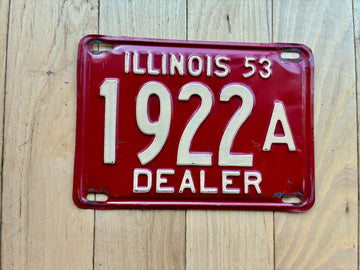 ILLINOIS 53
1922 A
DEALER